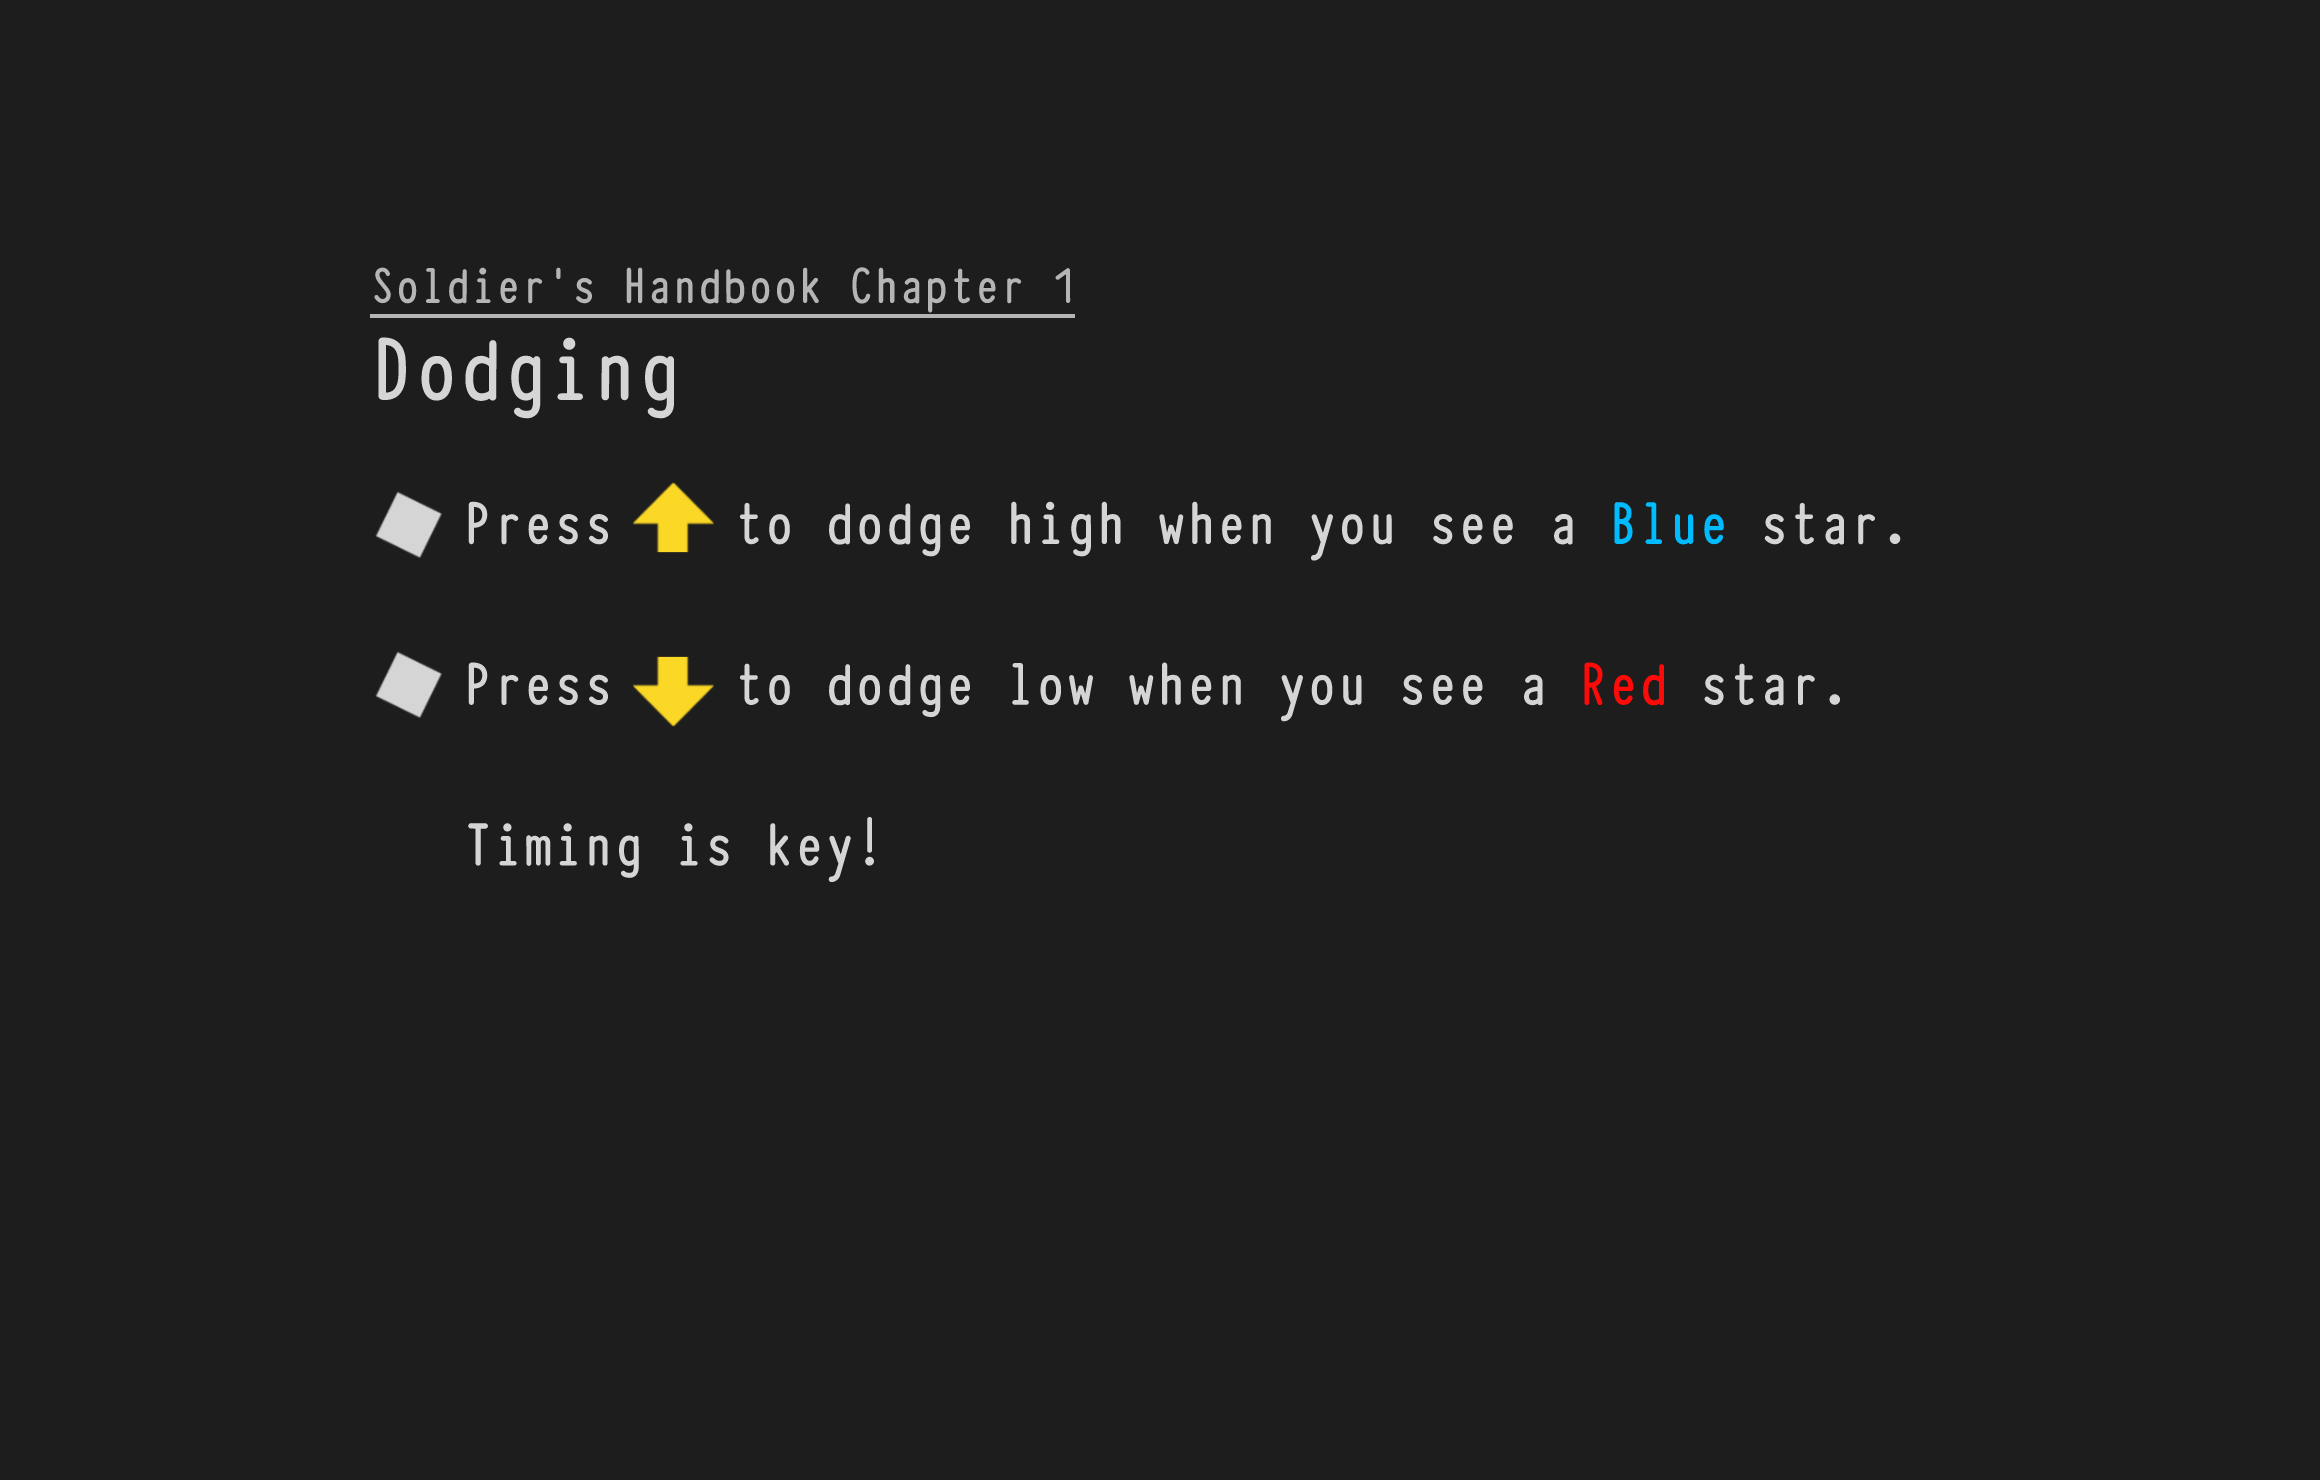 Soldier's Handbook Chapter 1
Dodging
Press to dodge high when you see a Blue star.
Press to dodge low when you see a Red star.
Timing is key!